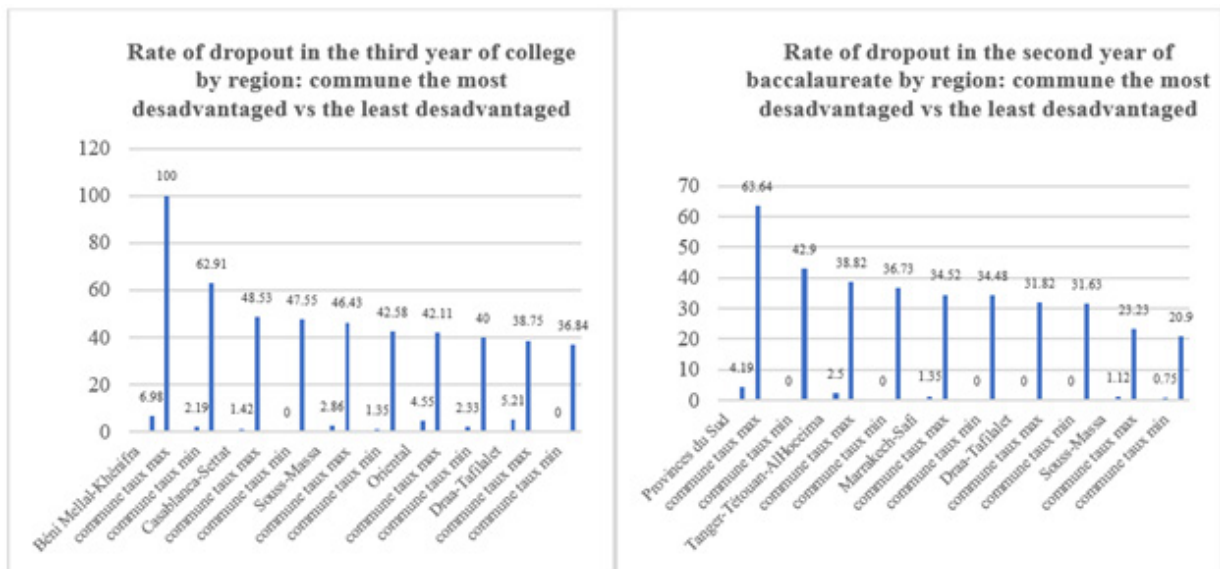 Rate of dropout in the third year of college
by region: commune the most
desadvantaged vs the least desadvantaged
120
100
80
60
40
20
0
6.98
100
2.19
62.91
1.42
48.53
0
47.55
2.86
46.43
1.35
42.58
4.55
42.11
2.33
40
5.21
38.75
0
36.84
Béni Mellal-Khénifra
commune taux max
commune taux min
Casablanca-Settat
commune taux max
commune taux min
Souss-Massa
commune taux max
commune taux min
Oriental
commune taux max
commune taux min
Draa-Tafilalet
commune taux max
commune taux min
Rate of dropout in the second year of
baccalaureate by region: commune the most
desadvantaged vs the least desadvantaged
70
60
50
40
30
20
10
0
4.19
63.64
0
42.9
2.5
38.82
0
36.73
1.35
34.52
0
34.48
0
31.82
0
31.63
1.12
23.23
0.75
20.9
Provinces du Sud
commune taux max
commune taux min
Tanger-Tétouan-AlHoceima
commune taux max
commune taux min
Marrakech-Safi
commune taux max
commune taux min
Draa-Tafilalet
commune taux max
commune taux min
Souss-Massa
commune taux max
commune taux min